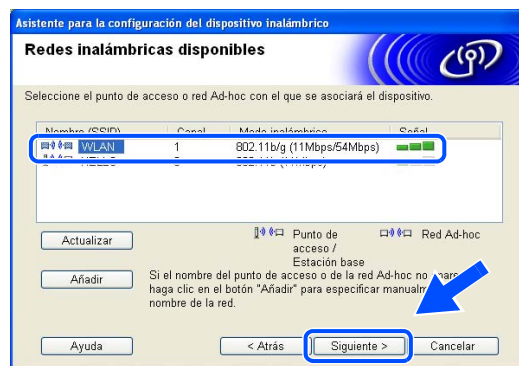 Asistente para la configuración del dispositivo inalámbrico
Redes inalámbricas disponibles
Seleccione el punto de acceso o red Ad-hoc con el que se asociará el dispositivo.
Nombre (SSID) Canal Modo inalámbrico Señal
WLAN 1 802.11b/g (11Mbps/54Mbps)
Actualizar
Punto de acceso / Estación base
Red Ad-hoc
Añadir
Si el nombre del punto de acceso o de la red Ad-hoc no
haga clic en el botón "Añadir" para especificar
nombre de la red.
Ayuda
< Atrás
Siguiente >
Cancelar